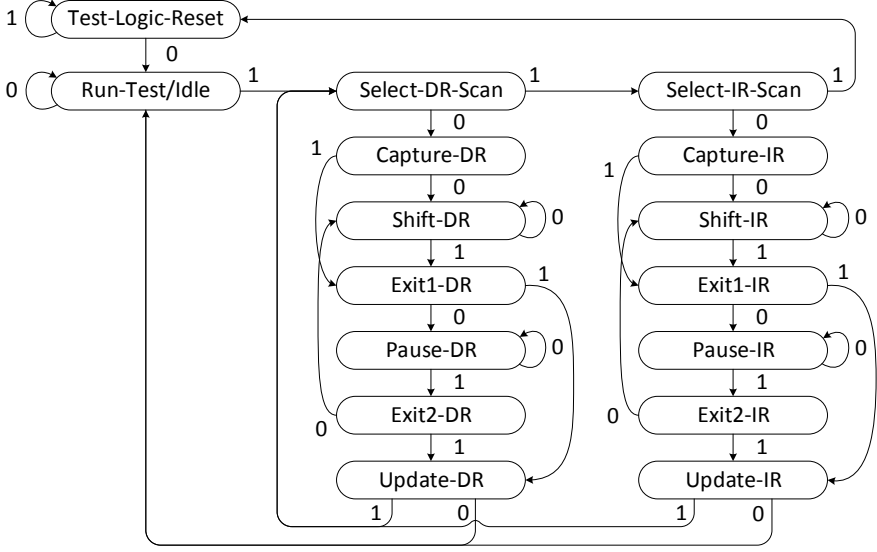 1 Test-Logic-Reset
0
0 Run-Test/Idle 1 Select-DR-Scan 1 Select-IR-Scan 1
0 0
1 Capture-DR 1 Capture-IR
0 0
Shift-DR 0 Shift-IR 0
1 1
Exit1-DR 1 Exit1-IR 1
0 0
Pause-DR 0 Pause-IR 0
1 1
0 Exit2-DR 0 Exit2-IR
1 1
Update-DR Update-IR
1 0 1 0